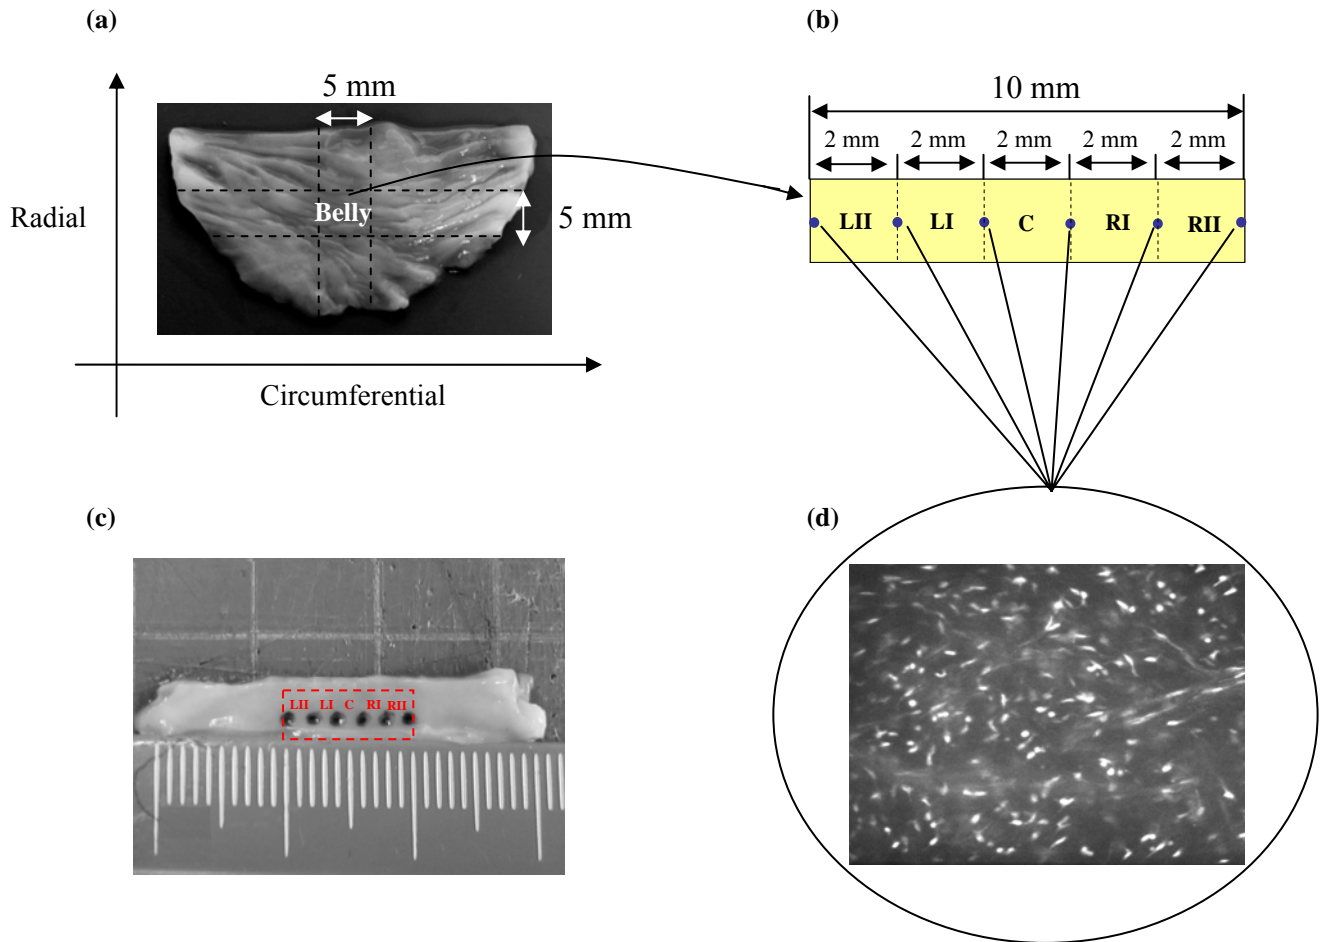 (a)
5 mm
Radial
Belly
5 mm
Circumferential
(b)
10 mm
2 mm 2 mm 2 mm 2 mm 2 mm
LII LI C RI RII
(c)
LII LI C RI RII
(d)